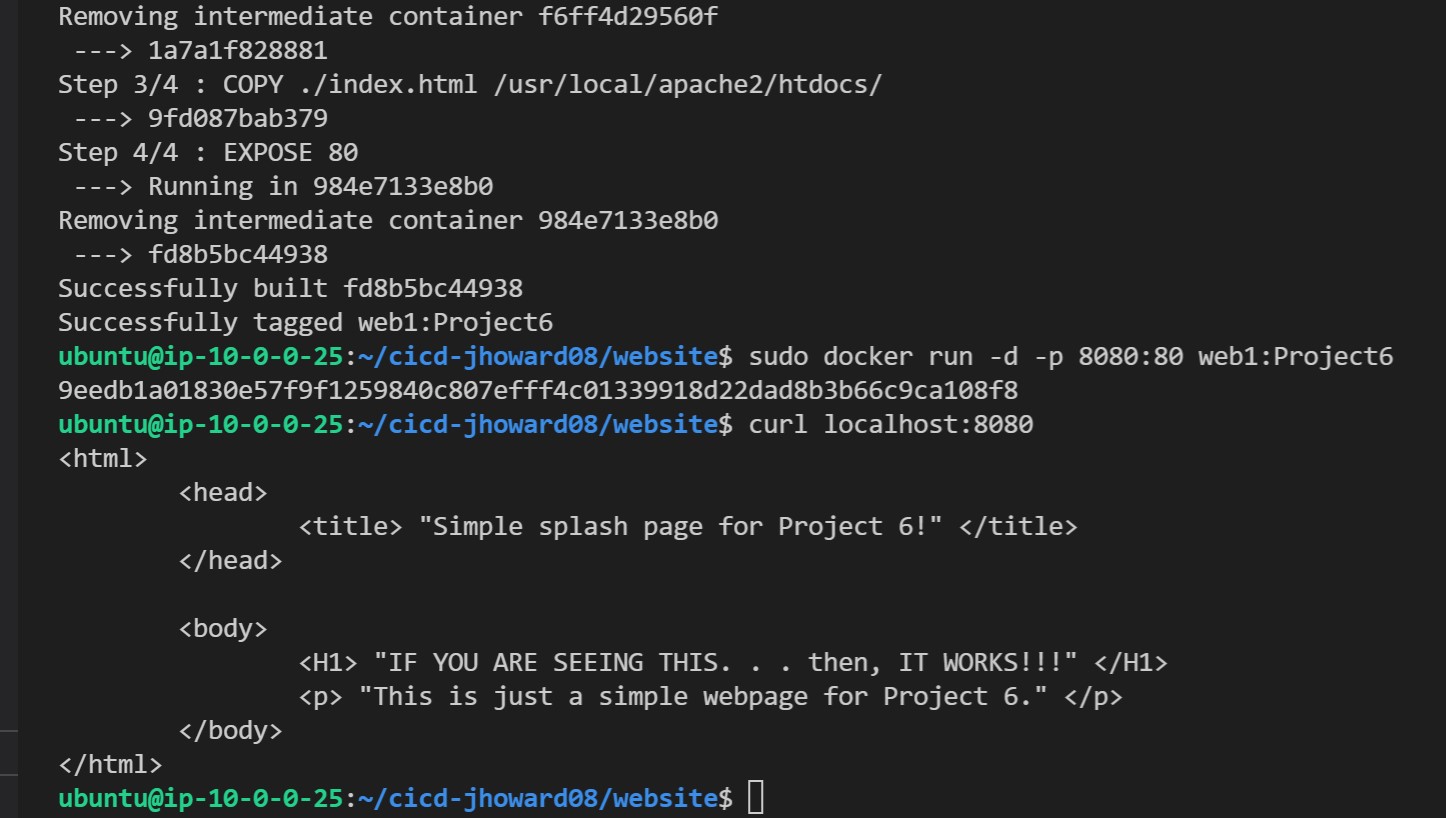 Removing intermediate container f6ff4d29560f
 ---> 1a7a1f828881
Step 3/4 : COPY ./index.html /usr/local/apache2/htdocs/
 ---> 9fd087bab379
Step 4/4 : EXPOSE 80
 ---> Running in 984e7133e8b0
Removing intermediate container 984e7133e8b0
 ---> fd8b5bc44938
Successfully built fd8b5bc44938
Successfully tagged web1:Project6
ubuntu@ip-10-0-0-25:~/cicd-jhoward08/website$ sudo docker run -d -p 8080:80 web1:Project6
9eedb1a01830e57f9f1259840c807efff4c01339918d22dad8b3b66c9ca108f8
ubuntu@ip-10-0-0-25:~/cicd-jhoward08/website$ curl localhost:8080
<html>
        <head>
                <title> "Simple splash page for Project 6!" </title>
        </head>

        <body>
                <H1> "IF YOU ARE SEEING THIS. . . then, IT WORKS!!!" </H1>
                <p> "This is just a simple webpage for Project 6." </p>
        </body>
</html>
ubuntu@ip-10-0-0-25:~/cicd-jhoward08/website$